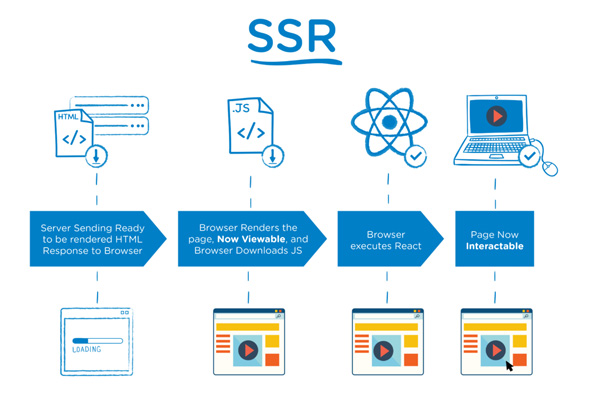 SSR
HTML
</>
.JS
</>
Server Sending Ready
to be rendered HTML
Response to Browser
Browser Renders the
page, Now Viewable, and
Browser Downloads JS
Browser
executes React
Page Now
Interactable
LOADING